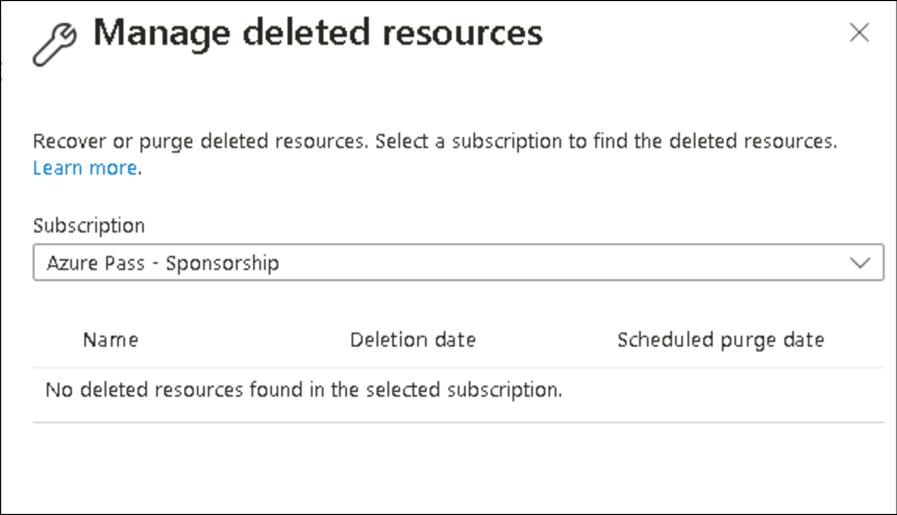 Manage deleted resources
Recover or purge deleted resources. Select a subscription to find the deleted resources.
Learn more.
Subscription
Azure Pass - Sponsorship
Name Deletion date Scheduled purge date
No deleted resources found in the selected subscription.